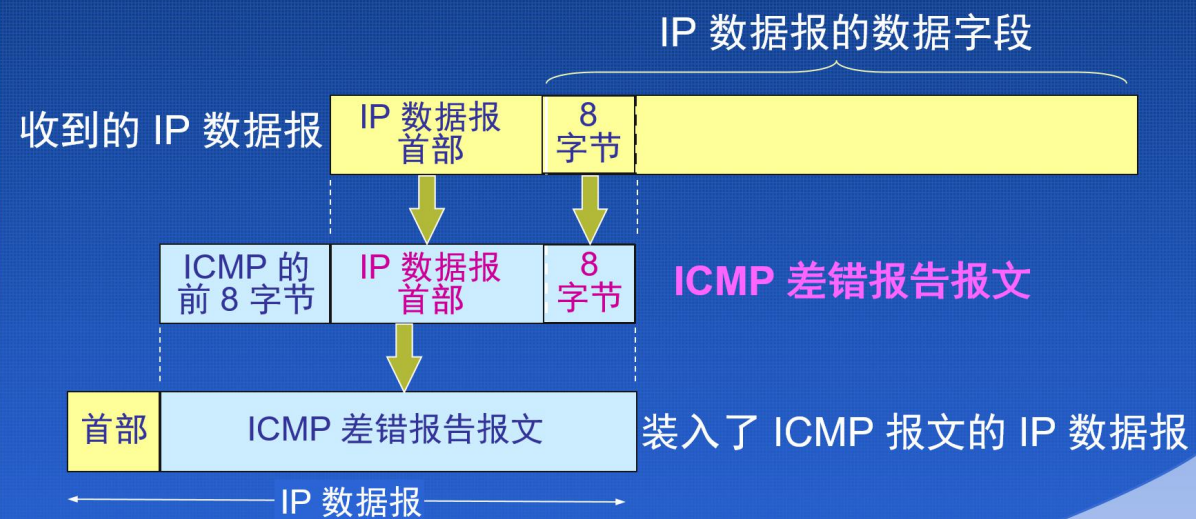 IP 数据报的数据字段
收到的 IP 数据报
IP 数据报
首部
8
字节
ICMP 的
前 8 字节
IP 数据报
首部
8
字节
ICMP 差错报告报文
首部
ICMP 差错报告报文
装入了 ICMP 报文的 IP 数据报
IP 数据报